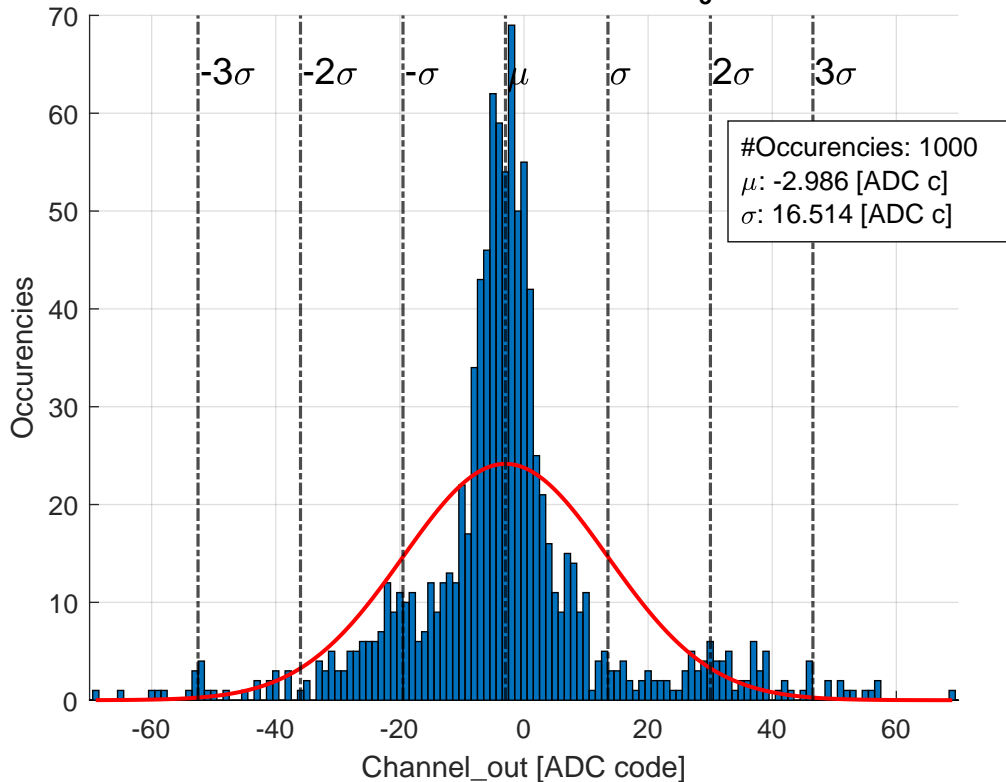 70
60
50
40
30
20
10
0
-3σ
-2σ
-σ
μ
σ
2σ
3σ
#Occurencies: 1000
μ: -2.986 [ADC c]
σ: 16.514 [ADC c]
Occurencies
-60
-40
-20
0
20
40
60
Channel_out [ADC code]